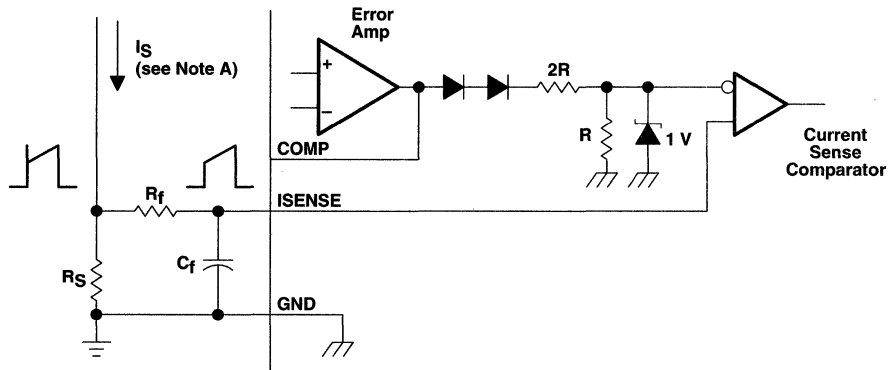 Error
Amp
IS
(see Note A)
+
−
2R
R
1 V
COMP
Current
Sense
Comparator
Rf
ISENSE
Cf
RS
GND